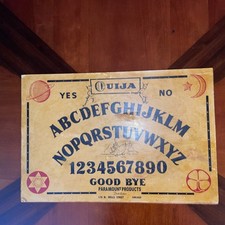 OUIJA
YES NO
ABCDEFGHIJKLM
NOPQRSTUVWXYZ
1234567890
GOOD BYE
PARAMOUNT PRODUCTS